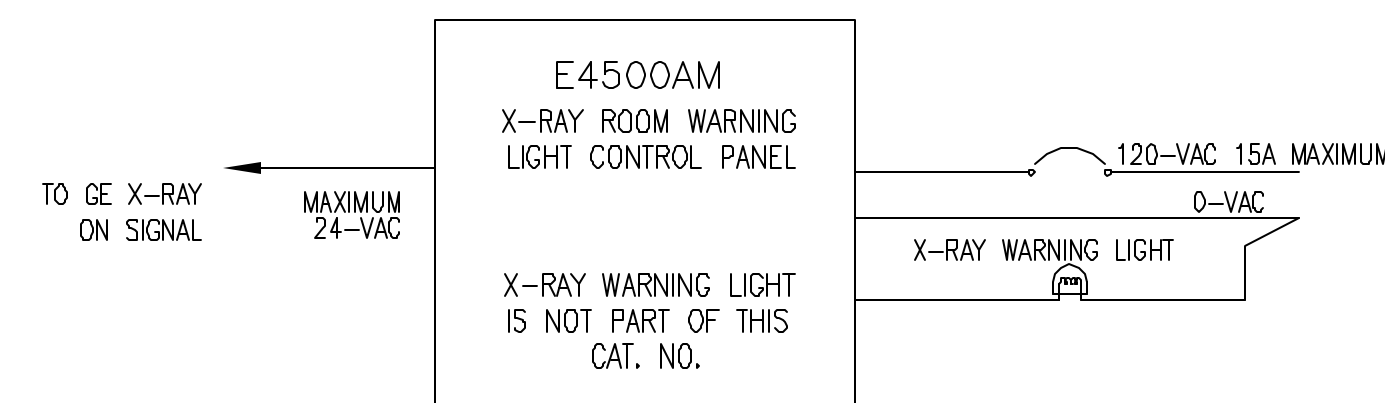 E4500AM
X-RAY ROOM WARNING
LIGHT CONTROL PANEL
TO GE X-RAY
ON SIGNAL
MAXIMUM
24-VAC
120-VAC 15A MAXIMUM
0-VAC
X-RAY WARNING LIGHT
X-RAY WARNING LIGHT
IS NOT PART OF THIS
CAT. NO.